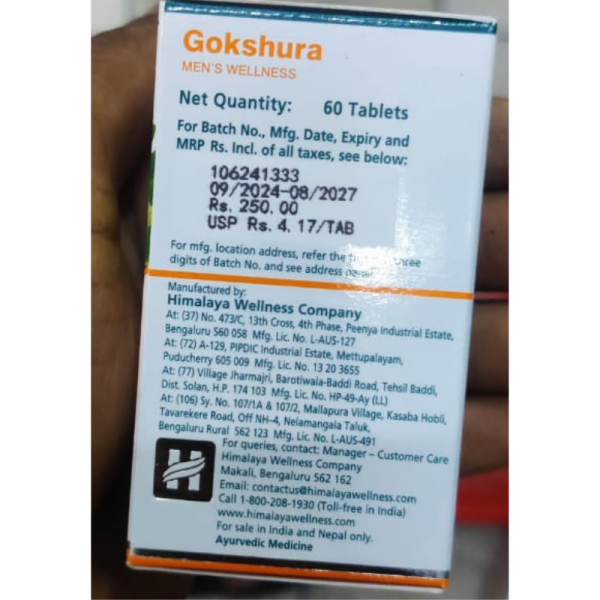 Gokshura
MEN'S WELLNESS
Net Quantity: 60 Tablets
For Batch No., Mfg. Date, Expiry and
MRP Rs. Incl. of all taxes, see below:
106241333
09/2024-08/2027
Rs. 250.00
USP Rs. 4.17/TAB
For mfg. location address, refer the three
digits of Batch No. and see address
Manufactured by:
Himalaya Wellness Company
At: (37) No. 473/C, 13th Cross, 4th Phase, Peenya Industrial Estate,
Bengaluru 560 058 Mfg. Lic. No. L-AUS-127
At: (72) A-129, PIPDIC Industrial Estate, Mettupalayam,
Puducherry 605 009 Mfg. Lic. No. 13 20 3655
At: (77) Village Jharmajri, Barotiwala-Baddi Road, Tehsil Baddi,
Dist. Solan, H.P. 174 103 Mfg. Lic. No. HP-49-Ay (LL)
At: (106) Sy. No. 107/1A & 107/2, Mallapura Village, Kasaba Hobli,
Tavarekere Road, Off NH-4, Nelamangala Taluk,
Bengaluru Rural 562 123 Mfg. Lic. No. L-AUS-491
For queries, contact: Manager – Customer Care
Himalaya Wellness Company
Makali, Bengaluru 562 162
Email: contactus@himalayawellness.com
Call 1-800-208-1930 (Toll-free in India)
www.himalayawellness.com
For sale in India and Nepal only.
Ayurvedic Medicine